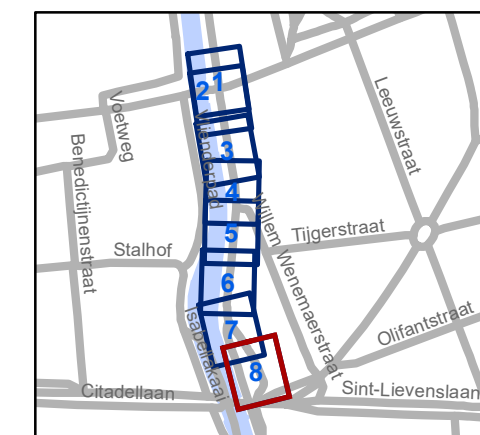 1
2
Voetweg
Leeuwstraat
Benedictijnenstraat
3
4
Willem Wenemaerstraat
Tijgerstraat
5
Stalhof
6
Isabellakaai
7
Olifantstraat
8
Citadellaan
Sint-Lievenslaan